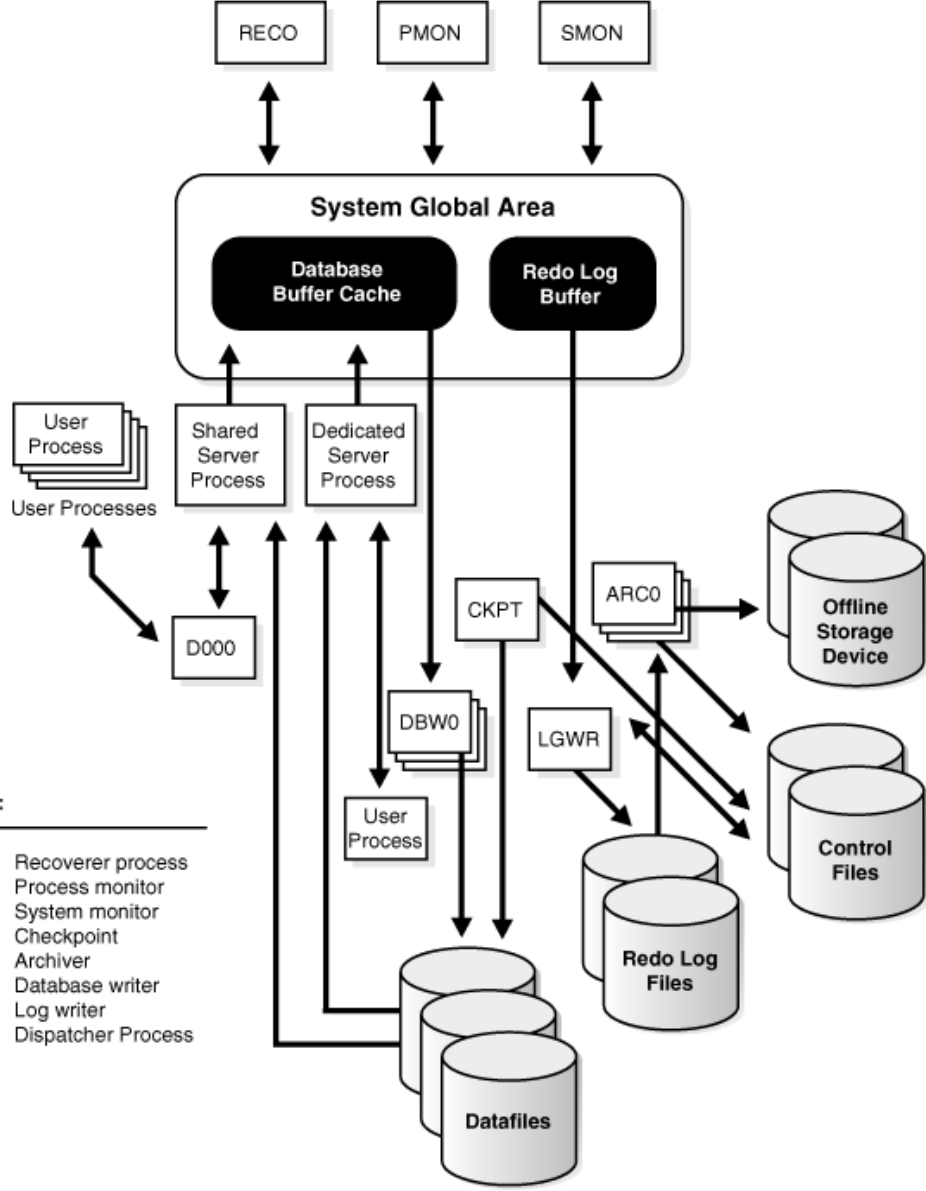 RECO
PMON
SMON
System Global Area
Database
Buffer Cache
Redo Log
Buffer
User
Process
User Processes
Shared
Server
Process
Dedicated
Server
Process
D000
CKPT
ARC0
Offline
Storage
Device
DBW0
LGWR
User
Process
Control
Files
Redo Log
Files
Datafiles
:
Recoverer process
Process monitor
System monitor
Checkpoint
Archiver
Database writer
Log writer
Dispatcher Process